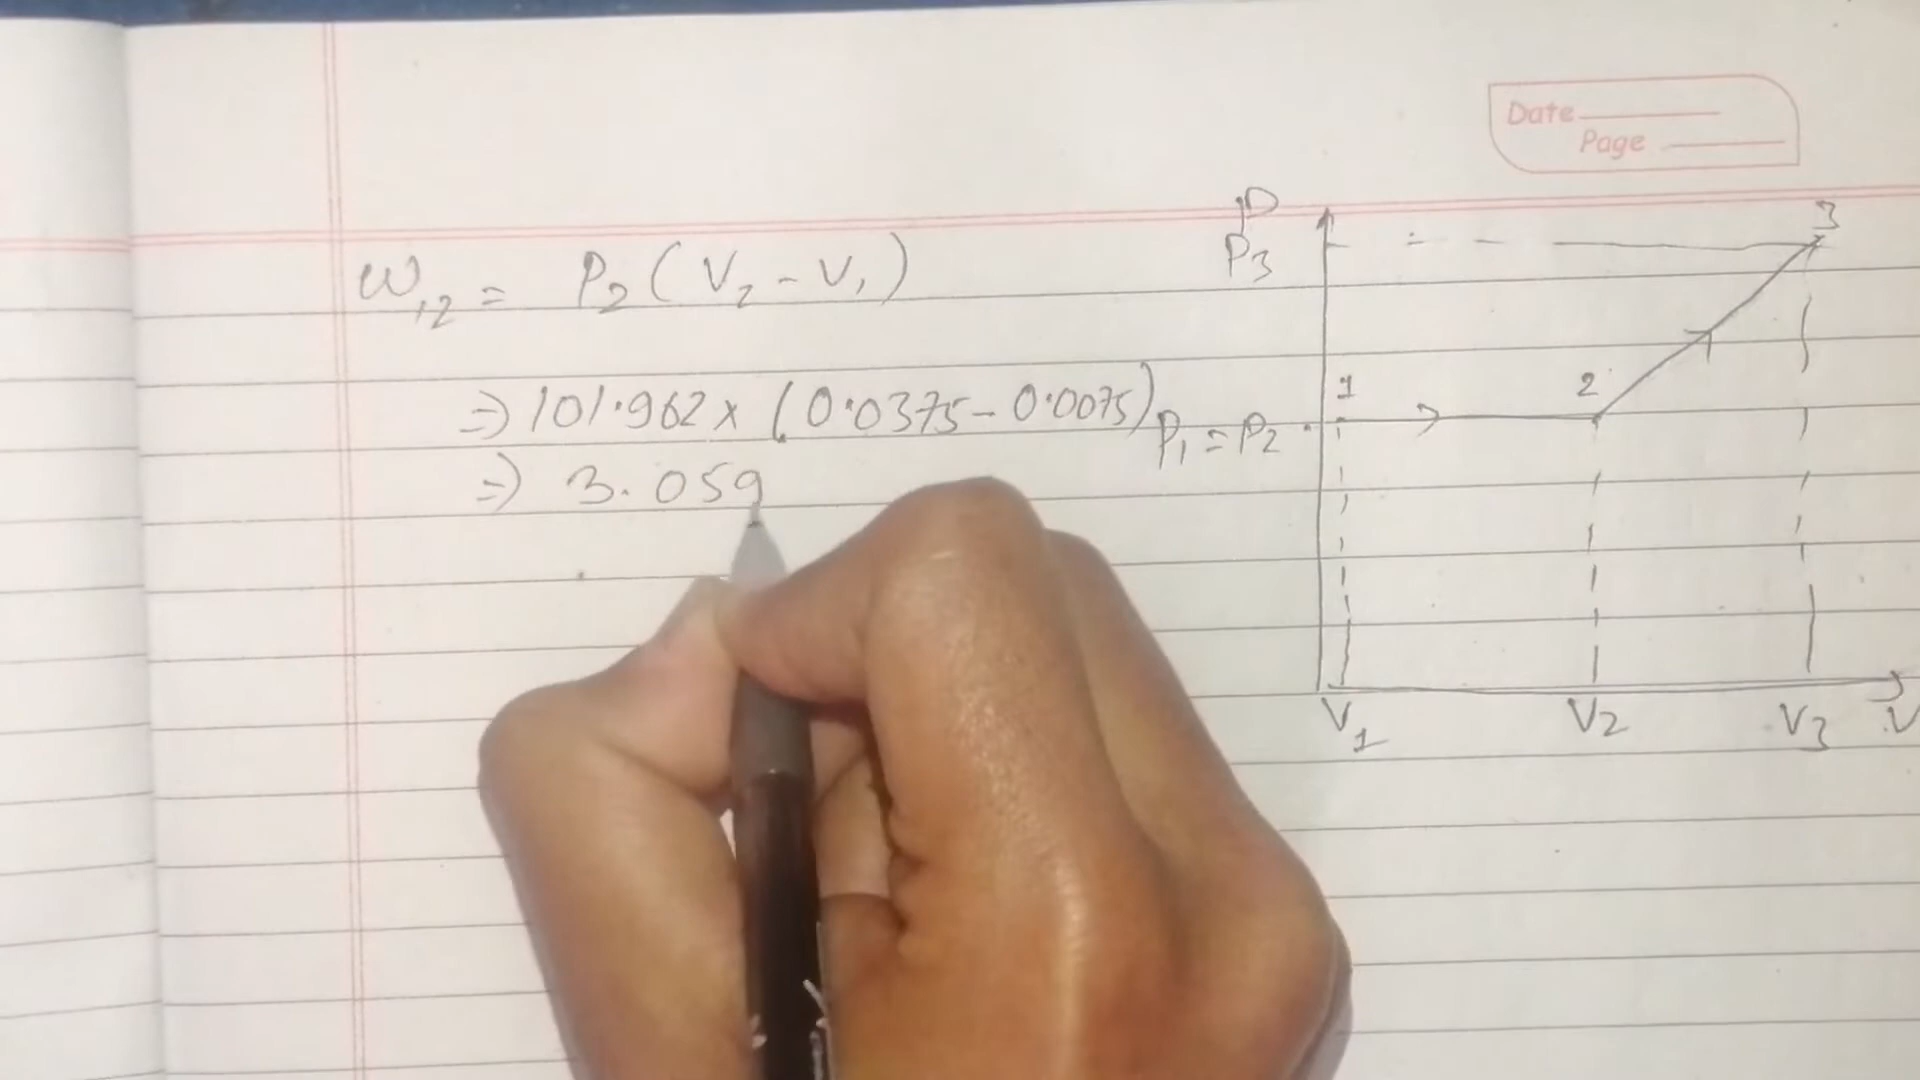 Date
Page
W₁₂ = P₂ ( V₂ - V₁ )
⇒ 101.962 x (0.0375 - 0.0075)
⇒ 3.059
P
P3
3
1
2
P₁ = P₂
V1
V2
V3
V